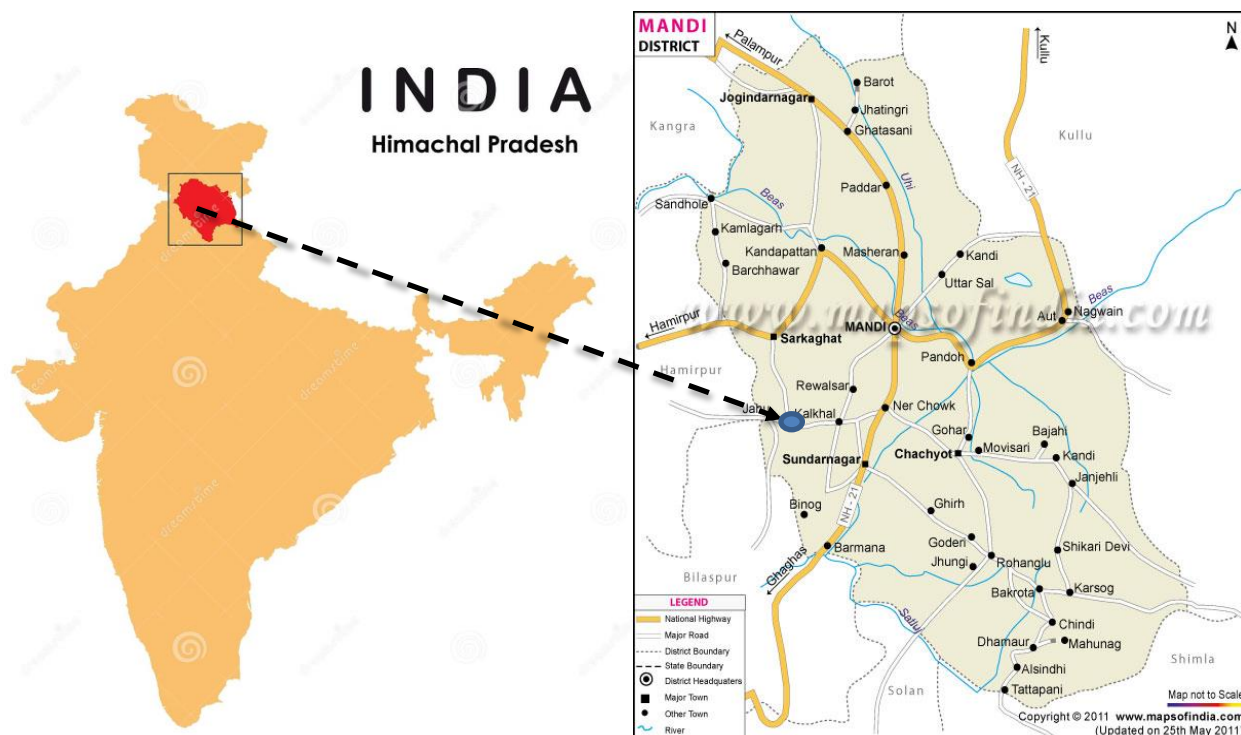 INDIA
Himachal Pradesh
MANDI
DISTRICT
N
Palampur
Kullu
Barot
Jogindarnagar
Jhatingri
Kangra
Ghatasani
Kullu
NH - 21
Uhl
Paddar
Beas
Sandhole
Kamlagarh
Kandapattan
Masheran
Kandi
Barchhawar
Uttar Sal
www.mapsofindia.com
Beas
Nagwain
Hamirpur
MANDI
Beas
Aut
Sarkaghat
Pandoh
Hamirpur
Rewalsar
Ner Chowk
Kalkhal
Gohar
Bajahi
Movisari
Sundarnagar
Chachyot
Kandi
Janjehli
Binog
NH - 21
Ghirh
Goderi
Barmana
Shikari Devi
Jhungi
Rohanglu
Ghaghas
Bilaspur
Bakrota
Karsog
Satluj
Chindi
Dhamaur
Mahunag
Shimla
Alsindhi
Solan
Tattapani
LEGEND
National Highway
Major Road
District Boundary
State Boundary
District Headquaters
Major Town
Other Town
River
Map not to Scale
Copyright © 2011 www.mapsofindia.com
(Updated on 25th May 2011)